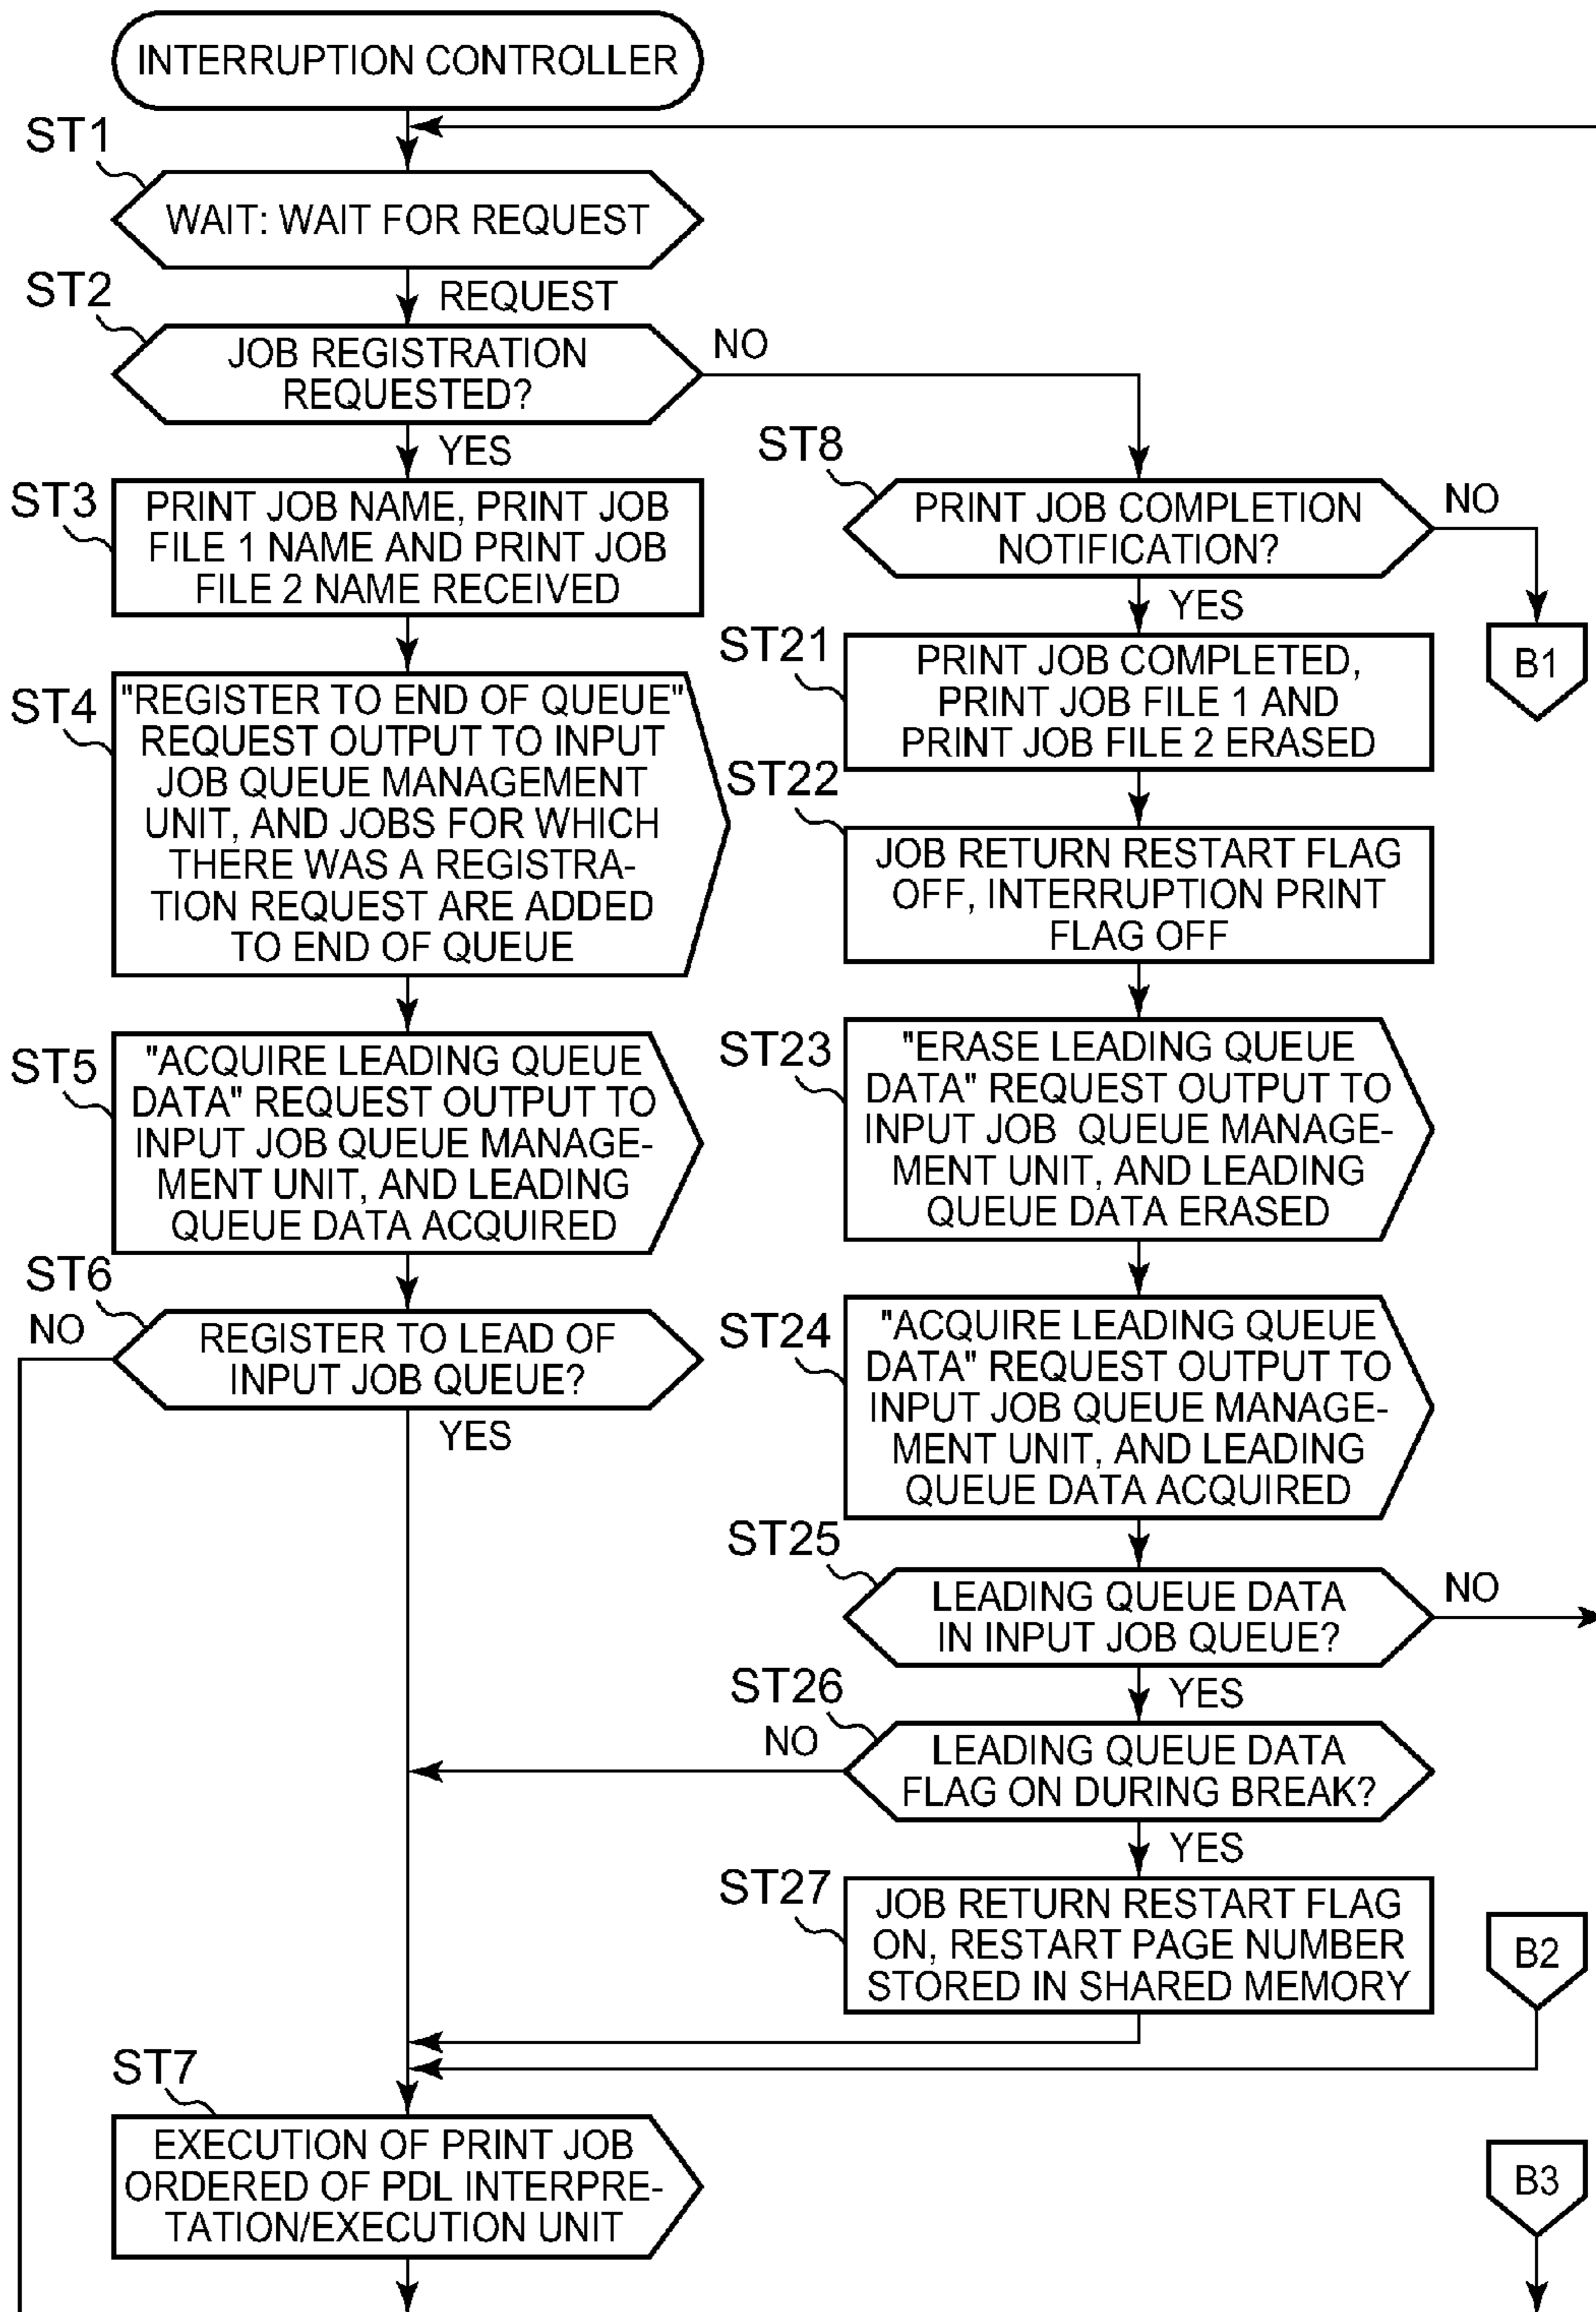 INTERRUPTION CONTROLLER
ST1
WAIT: WAIT FOR REQUEST
REQUEST
ST2
JOB REGISTRATION
REQUESTED?
NO
YES
ST3
PRINT JOB NAME, PRINT JOB
FILE 1 NAME AND PRINT JOB
FILE 2 NAME RECEIVED
ST4
"REGISTER TO END OF QUEUE"
REQUEST OUTPUT TO INPUT
JOB QUEUE MANAGEMENT
UNIT, AND JOBS FOR WHICH
THERE WAS A REGISTRA-
TION REQUEST ARE ADDED
TO END OF QUEUE
ST5
"ACQUIRE LEADING QUEUE
DATA" REQUEST OUTPUT TO
INPUT JOB QUEUE MANAGE-
MENT UNIT, AND LEADING
QUEUE DATA ACQUIRED
ST6
NO
REGISTER TO LEAD OF
INPUT JOB QUEUE?
YES
ST8
PRINT JOB COMPLETION
NOTIFICATION?
NO
B1
YES
ST21
PRINT JOB COMPLETED,
PRINT JOB FILE 1 AND
PRINT JOB FILE 2 ERASED
ST22
JOB RETURN RESTART FLAG
OFF, INTERRUPTION PRINT
FLAG OFF
ST23
"ERASE LEADING QUEUE
DATA" REQUEST OUTPUT TO
INPUT JOB QUEUE MANAGE-
MENT UNIT, AND LEADING
QUEUE DATA ERASED
ST24
"ACQUIRE LEADING QUEUE
DATA" REQUEST OUTPUT TO
INPUT JOB QUEUE MANAGE-
MENT UNIT, AND LEADING
QUEUE DATA ACQUIRED
ST25
LEADING QUEUE DATA
IN INPUT JOB QUEUE?
NO
YES
ST26
NO
LEADING QUEUE DATA
FLAG ON DURING BREAK?
YES
ST27
JOB RETURN RESTART FLAG
ON, RESTART PAGE NUMBER
STORED IN SHARED MEMORY
B2
ST7
EXECUTION OF PRINT JOB
ORDERED OF PDL INTERPRE-
TATION/EXECUTION UNIT
B3